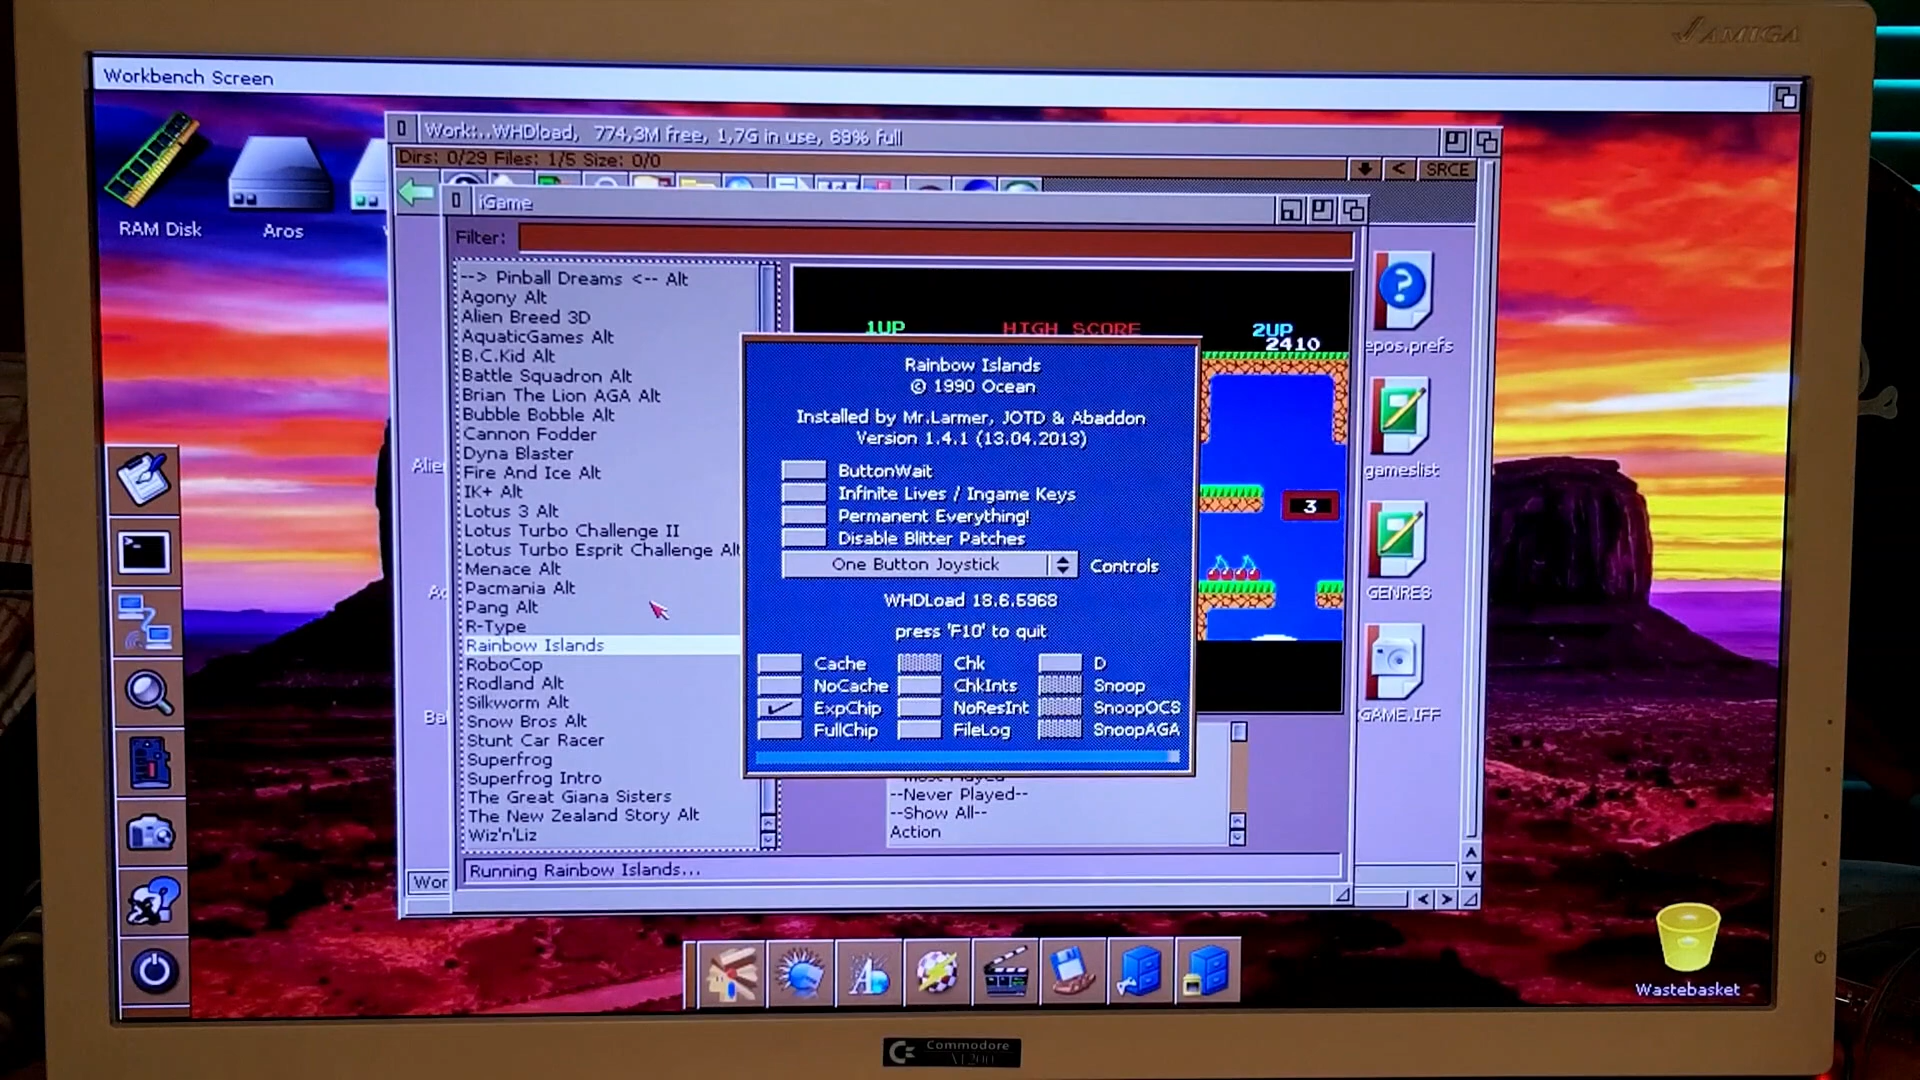 AMIGA
Workbench Screen
Work:..WHDload, 774,3M free, 1,7G in use, 69% full
Dirs: 0/29 Files: 1/5 Size: 0/0
SRCE
RAM Disk
Aros
iGame
Filter:
--> Pinball Dreams <-- Alt
Agony Alt
Alien Breed 3D
AquaticGames Alt
B.C.Kid Alt
Battle Squadron Alt
Brian The Lion AGA Alt
Bubble Bobble Alt
Cannon Fodder
Dyna Blaster
Fire And Ice Alt
IK+ Alt
Lotus 3 Alt
Lotus Turbo Challenge II
Lotus Turbo Esprit Challenge Alt
Menace Alt
Pacmania Alt
Pang Alt
R-Type
Rainbow Islands
RoboCop
Rodland Alt
Silkworm Alt
Snow Bros Alt
Stunt Car Racer
Superfrog
Superfrog Intro
The Great Giana Sisters
The New Zealand Story Alt
Wiz'n'Liz
Running Rainbow Islands...
Alie
Ba
Wor
1UP
HIGH SCORE
2UP
2410
3
Rainbow Islands
© 1990 Ocean
Installed by Mr.Larmer, JOTD & Abaddon
Version 1.4.1 (13.04.2013)
ButtonWait
Infinite Lives / Ingame Keys
Permanent Everything!
Disable Blitter Patches
One Button Joystick
Controls
WHDLoad 18.6.5968
press 'F10' to quit
Cache Chk D
NoCache ChkInts Snoop
ExpChip NoResInt SnoopOCS
FullChip FileLog SnoopAGA
--Never Played--
--Show All--
Action
epos.prefs
gameslist
GENRES
GAME.IFF
Wastebasket
Commodore
A1200